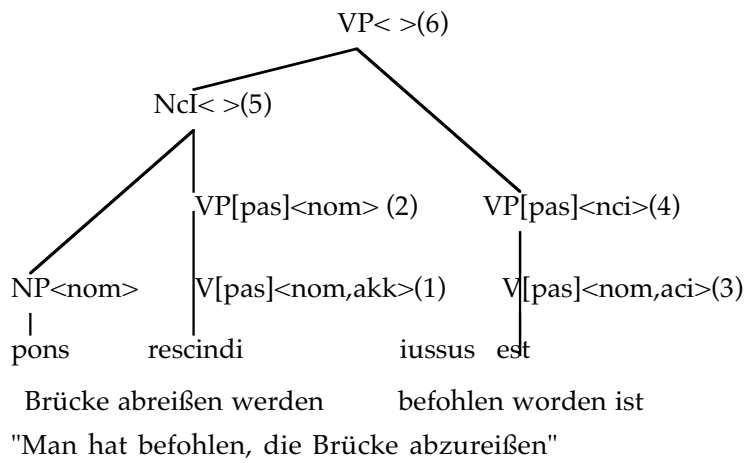 VP< >(6)
NcI< >(5)
VP[pas]<nom> (2) VP[pas]<nci>(4)
NP<nom> V[pas]<nom,akk>(1) V[pas]<nom,aci>(3)
pons rescindi iussus est
Brücke abreißen werden befohlen worden ist
"Man hat befohlen, die Brücke abzureißen"